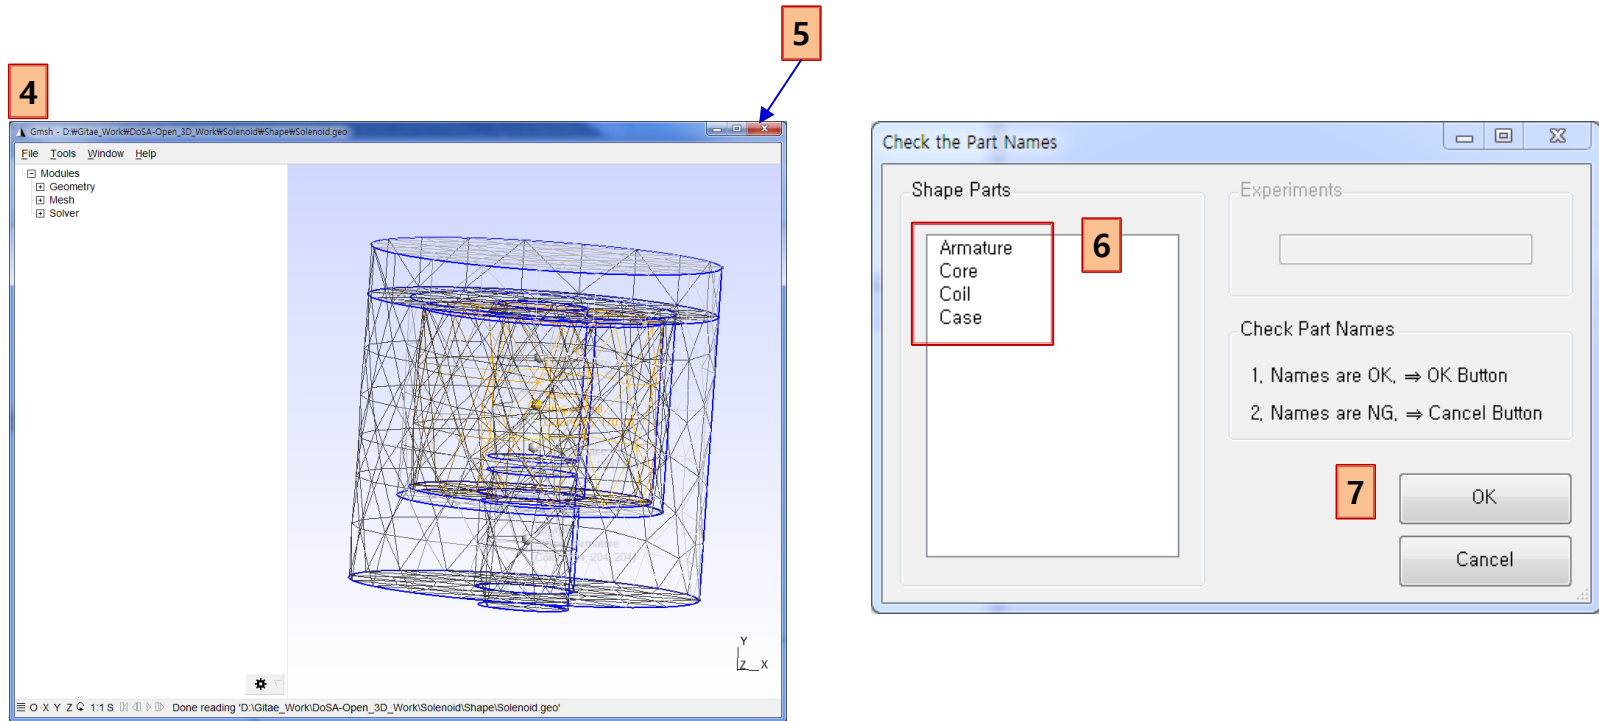 5
4
Gmsh - D:₩Gitae_Work₩DoSA-Open_3D_Work₩Solenoid₩Shape₩Solenoid.geo
File Tools Window Help
Modules
Geometry
Mesh
Solver
Armature
Y
Z X
O X Y Z 1:1 S Done reading 'D:\Gitae_Work\DoSA-Open_3D_Work\Solenoid\Shape\Solenoid.geo'
Check the Part Names
Shape Parts
6
Armature
Core
Coil
Case
Experiments
Check Part Names
1, Names are OK, ⇒ OK Button
2, Names are NG, ⇒ Cancel Button
7
OK
Cancel